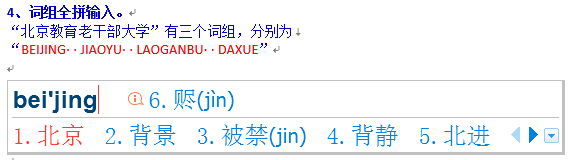 4、词组全拼输入。
“北京教育老干部大学”有三个词组，分别为
“BEIJING··JIAOYU··LAOGANBU··DAXUE”
bei'jing 6.赆(jìn)
1.北京 2.背景 3.被禁(jin) 4.背静 5.北进